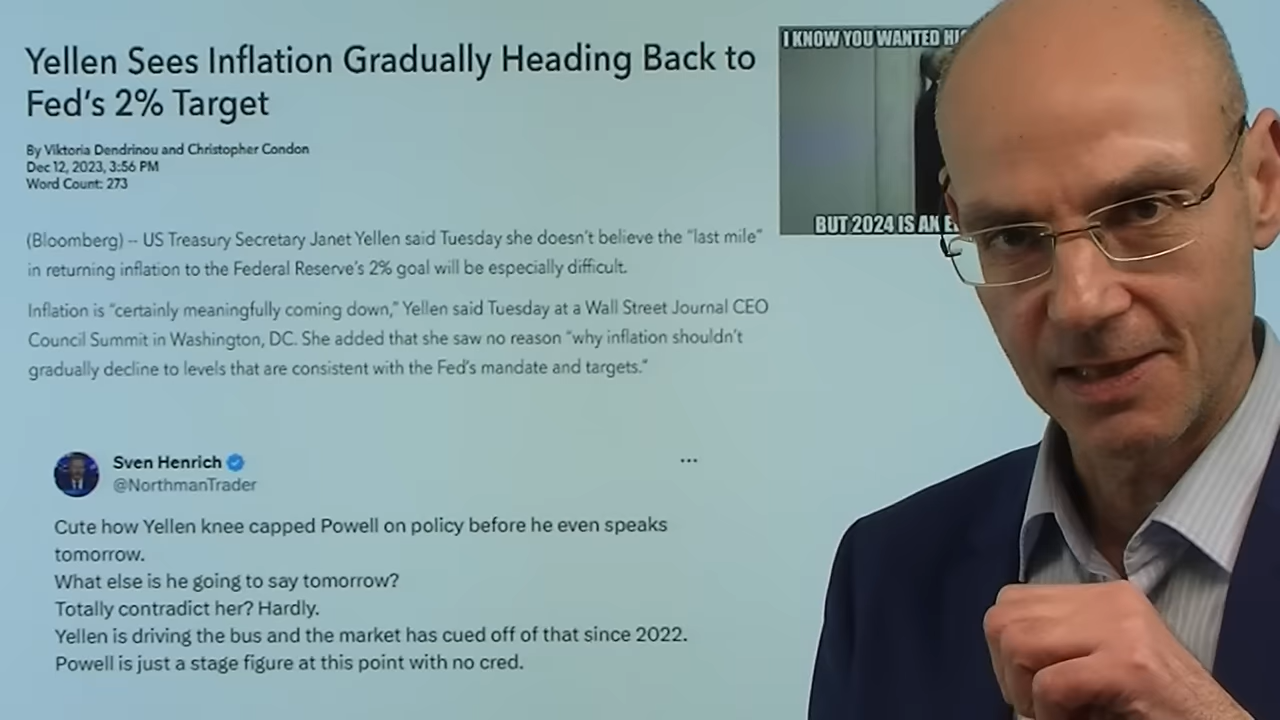 Yellen Sees Inflation Gradually Heading Back to
Fed's 2% Target
By Viktoria Dendrinou and Christopher Condon
Dec 12, 2023, 3:56 PM
Word Count: 273
(Bloomberg) -- US Treasury Secretary Janet Yellen said Tuesday she doesn't believe the "last mile"
in returning inflation to the Federal Reserve's 2% goal will be especially difficult.
Inflation is "certainly meaningfully coming down," Yellen said Tuesday at a Wall Street Journal CEO
Council Summit in Washington, DC. She added that she saw no reason "why inflation shouldn't
gradually decline to levels that are consistent with the Fed's mandate and targets."
I KNOW YOU WANTED
BUT 2024 IS AN
Sven Henrich
@NorthmanTrader
...
Cute how Yellen knee capped Powell on policy before he even speaks
tomorrow.
What else is he going to say tomorrow?
Totally contradict her? Hardly.
Yellen is driving the bus and the market has cued off of that since 2022.
Powell is just a stage figure at this point with no cred.